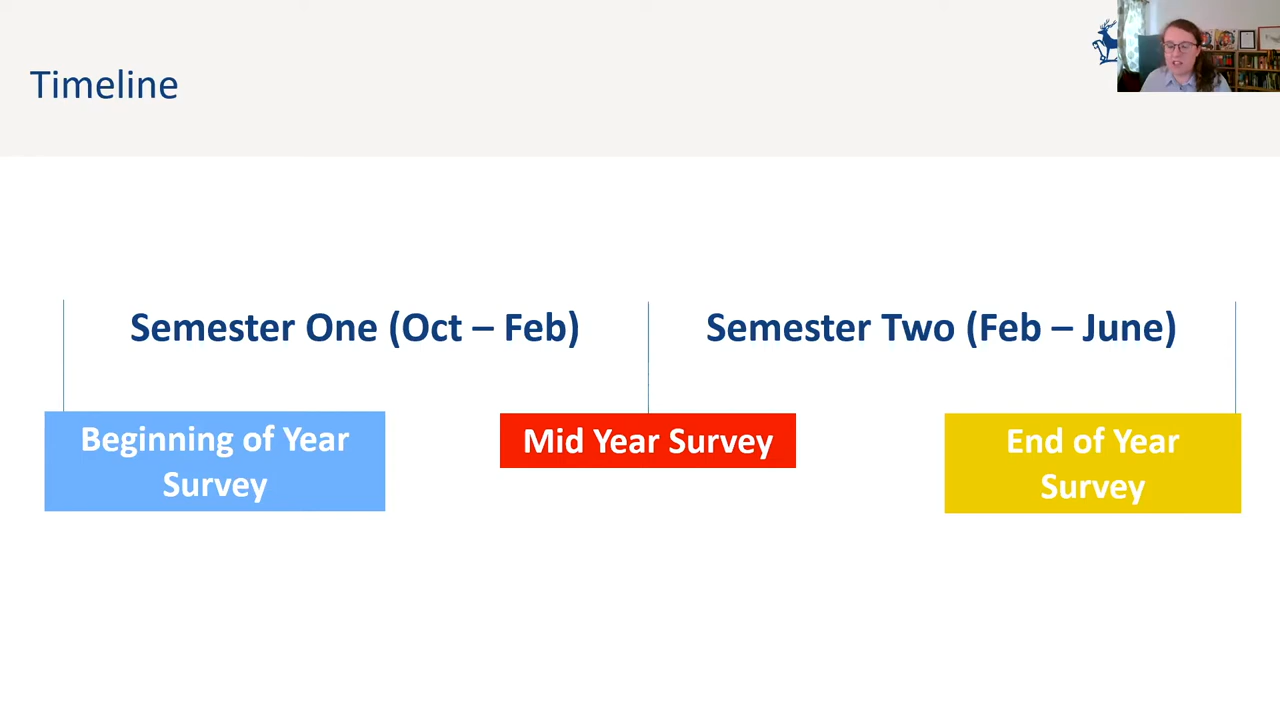 Timeline
Semester One (Oct – Feb)
Semester Two (Feb – June)
Beginning of Year
Survey
Mid Year Survey
End of Year
Survey